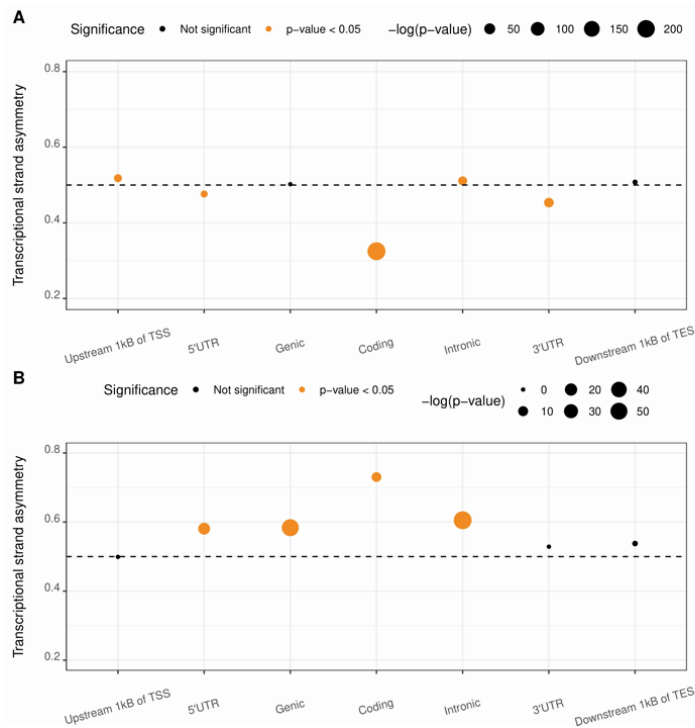 A
Significance Not significant p−value < 0.05 −log(p−value) 50 100 150 200
Transcriptional strand asymmetry
0.8
0.6
0.4
0.2
Upstream 1kB of TSS 5'UTR Genic Coding Intronic 3'UTR Downstream 1kB of TES
B
Significance Not significant p−value < 0.05 −log(p−value) 0 20 40
10 30 50
Transcriptional strand asymmetry
0.8
0.6
0.4
0.2
Upstream 1kB of TSS 5'UTR Genic Coding Intronic 3'UTR Downstream 1kB of TES